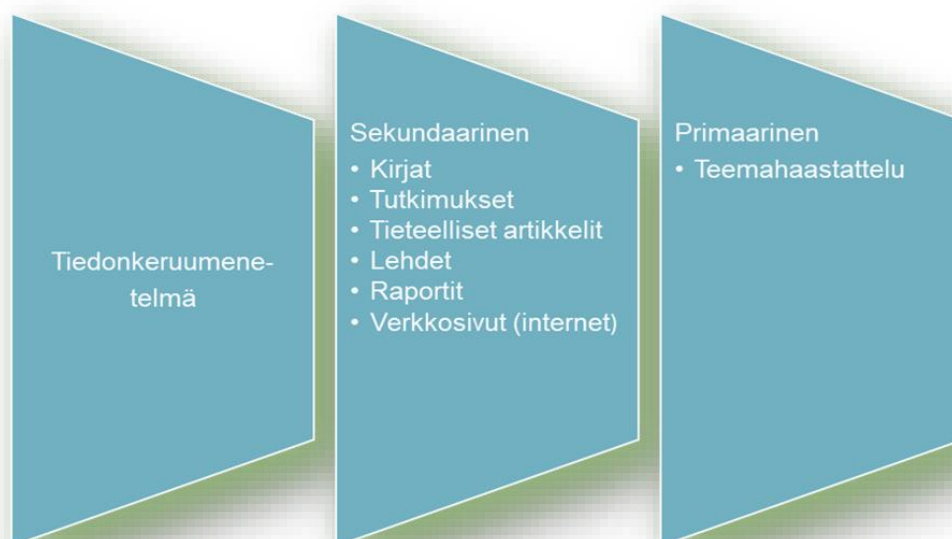 Tiedonkeruumene-
telmä
Sekundaarinen
• Kirjat
• Tutkimukset
• Tieteelliset artikkelit
• Lehdet
• Raportit
• Verkkosivut (internet)
Primaarinen
• Teemahaastattelu